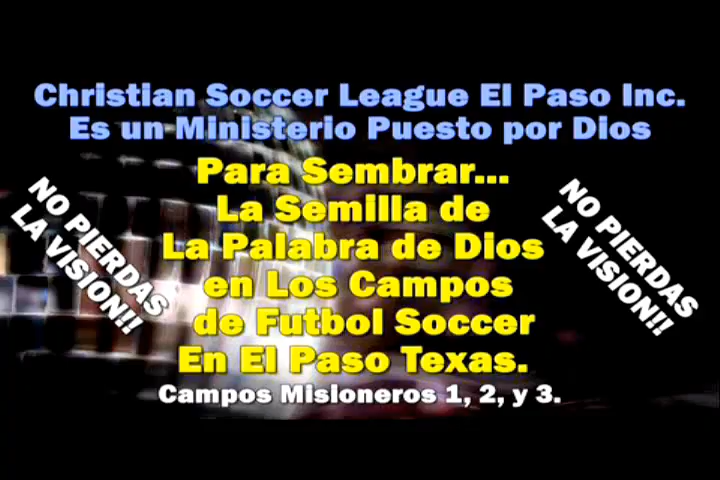 Christian Soccer League El Paso Inc.
Es un Ministerio Puesto por Dios
Para Sembrar...
La Semilla de
La Palabra de Dios
en Los Campos
de Futbol Soccer
En El Paso Texas.
Campos Misioneros 1, 2, y 3.
NO PIERDAS
LA VISION!!
NO PIERDAS
LA VISION!!